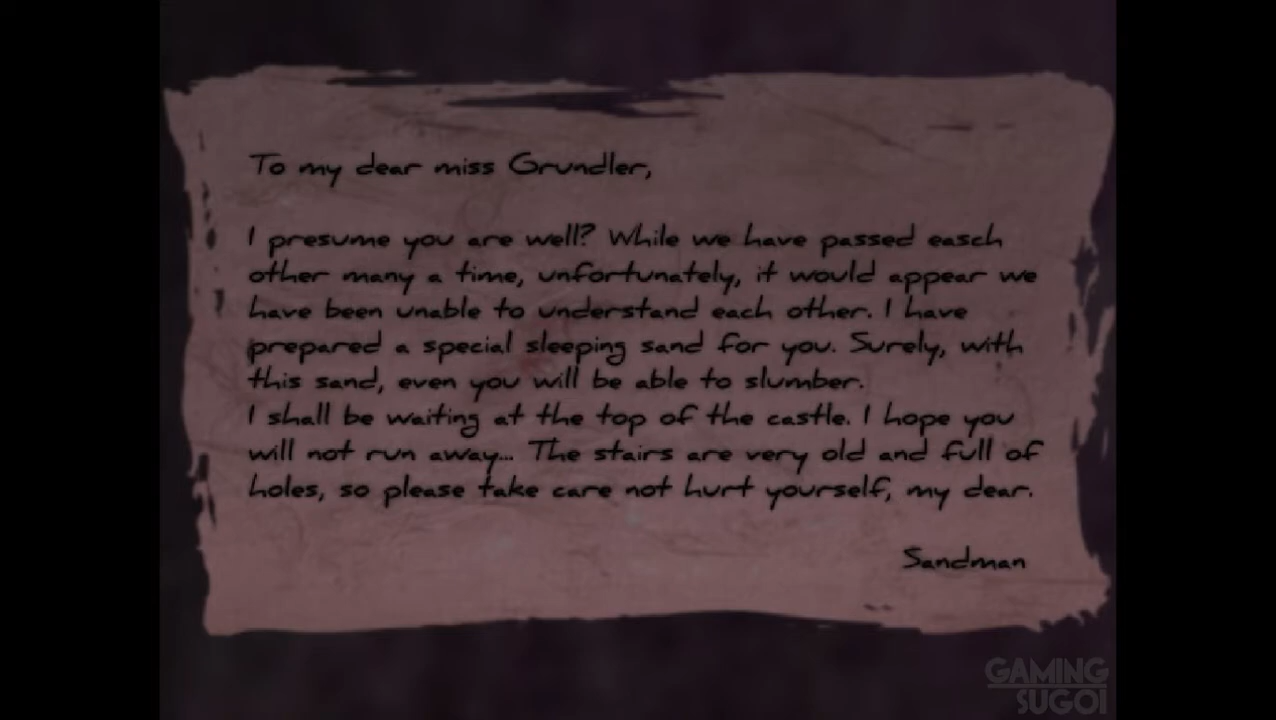 To my dear miss Grundler,
I presume you are well? While we have passed easch
other many a time, unfortunately, it would appear we
have been unable to understand each other. I have
prepared a special sleeping sand for you. Surely, with
this sand, even you will be able to slumber.
I shall be waiting at the top of the castle. I hope you
will not run away... The stairs are very old and full of
holes, so please take care not hurt yourself, my dear.
Sandman
GAMING
SUGOI